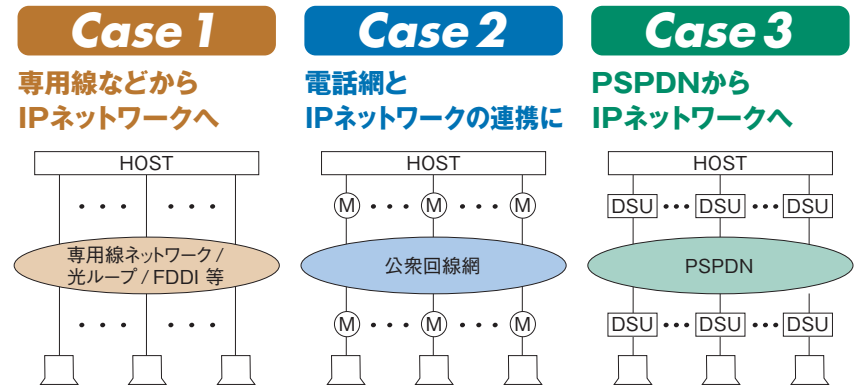 Case 1
専用線などから
IPネットワークへ
HOST
専用線ネットワーク/
光ループ/FDDI 等
Case 2
電話網と
IPネットワークの連携に
HOST
M ・・・ M ・・・ M
公衆回線網
M ・・・ M ・・・ M
Case 3
PSPDNから
IPネットワークへ
HOST
DSU ・・・ DSU ・・・ DSU
PSPDN
DSU ・・・ DSU ・・・ DSU